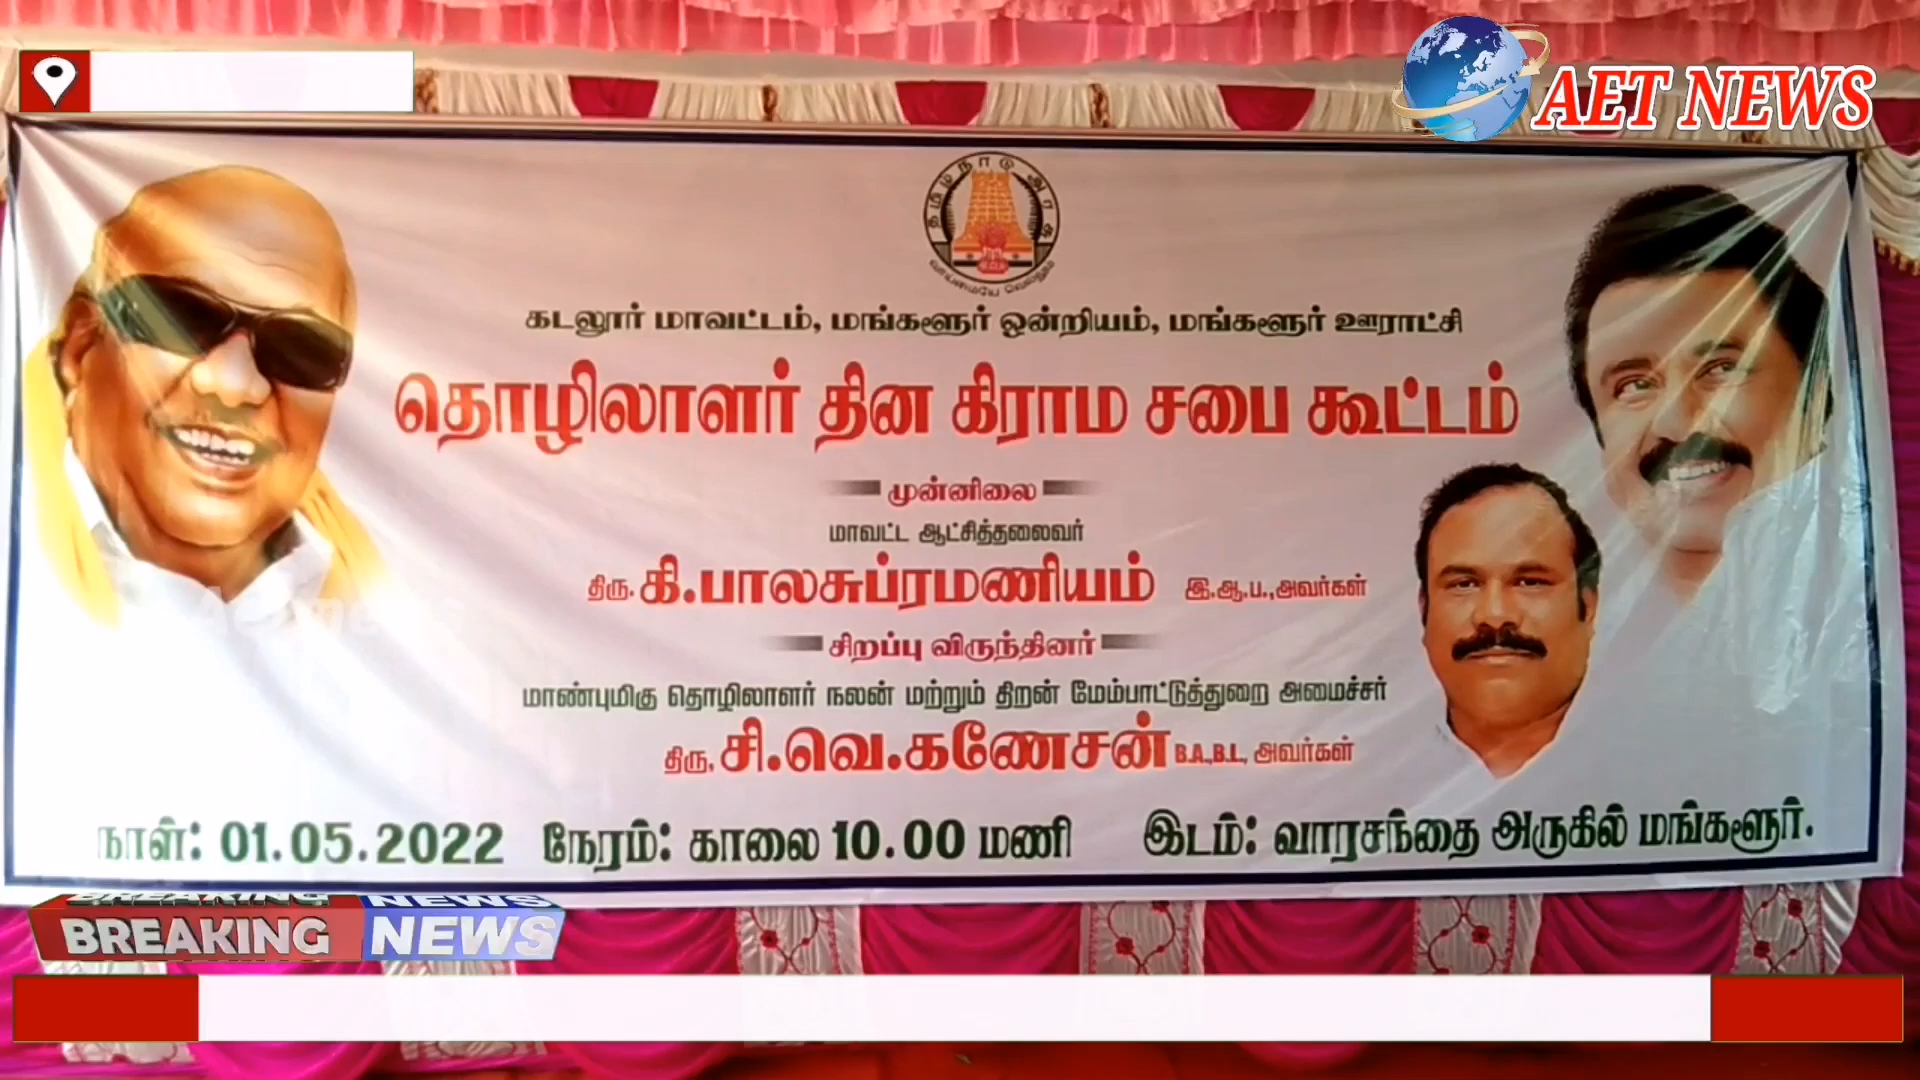 AET NEWS
தமிழ்நாடு அரசு
வாய்மையே வெல்லும்
கடலூர் மாவட்டம், மங்களூர் ஒன்றியம், மங்களூர் ஊராட்சி
தொழிலாளர் தின கிராம சபை கூட்டம்
முன்னிலை
மாவட்ட ஆட்சித்தலைவர்
திரு. கி.பாலசுப்ரமணியம் இ.ஆ.ப.,அவர்கள்
சிறப்பு விருந்தினர்
மாண்புமிகு தொழிலாளர் நலன் மற்றும் திறன் மேம்பாட்டுத்துறை அமைச்சர்
திரு. சி.வெ.கணேசன் B.A.,B.L., அவர்கள்
நாள்: 01.05.2022 நேரம்: காலை 10.00 மணி இடம்: வாரசந்தை அருகில் மங்களூர்.
BREAKING NEWS